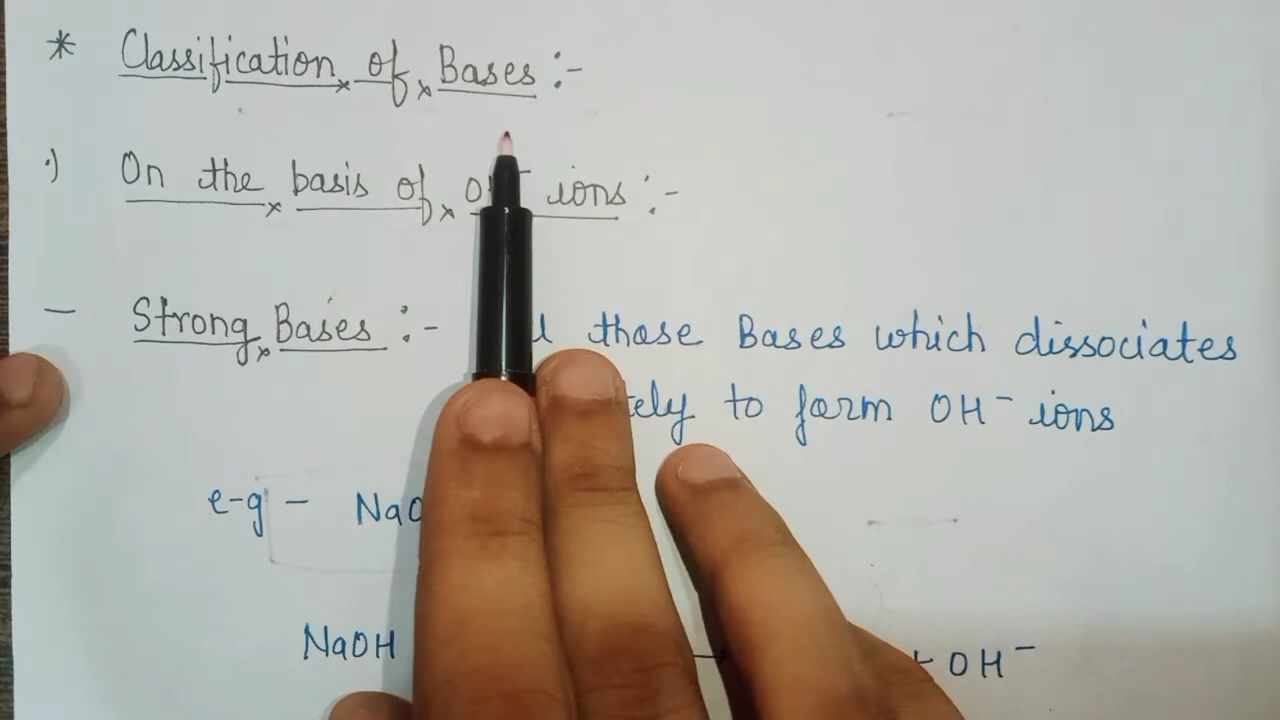 * Classification of Bases :-
·) On the basis of ions :-
- Strong Bases :- those Bases which dissociates
to form OH⁻ ions
e-g - Na
NaOH + OH⁻